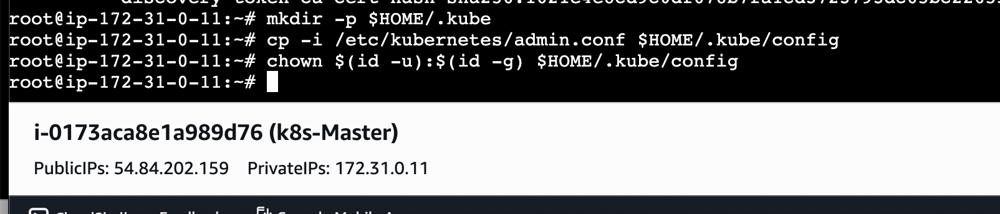 root@ip-172-31-0-11:~# mkdir -p $HOME/.kube
root@ip-172-31-0-11:~# cp -i /etc/kubernetes/admin.conf $HOME/.kube/config
root@ip-172-31-0-11:~# chown $(id -u):$(id -g) $HOME/.kube/config
root@ip-172-31-0-11:~#
i-0173aca8e1a989d76 (k8s-Master)
PublicIPs: 54.84.202.159 PrivateIPs: 172.31.0.11